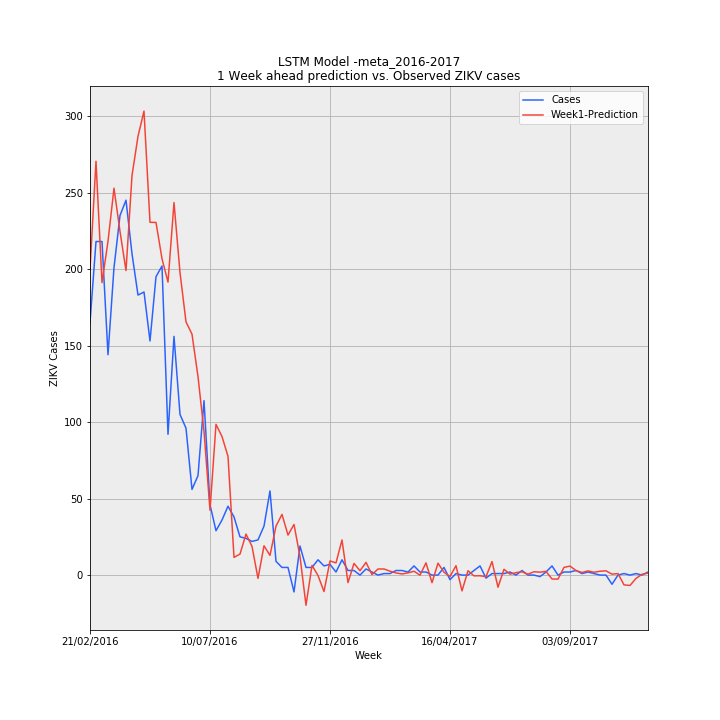 LSTM Model -meta_2016-2017
1 Week ahead prediction vs. Observed ZIKV cases
Cases
Week1-Prediction
300
250
200
150
100
50
0
ZIKV Cases
21/02/2016
10/07/2016
27/11/2016
16/04/2017
03/09/2017
Week